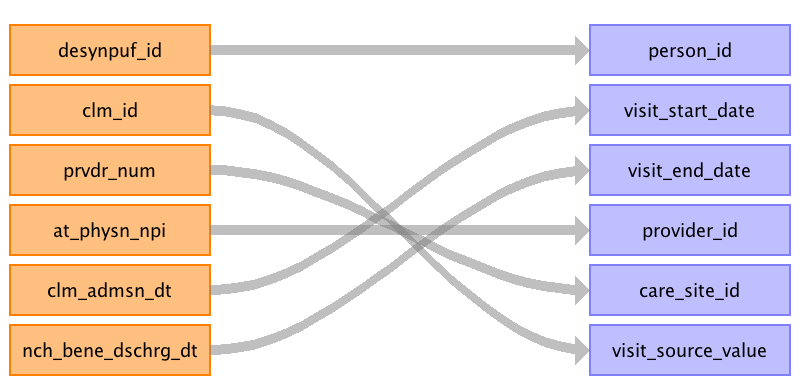 desynpuf_id
person_id
clm_id
visit_start_date
prvdr_num
visit_end_date
at_physn_npi
provider_id
clm_admsn_dt
care_site_id
nch_bene_dschrg_dt
visit_source_value